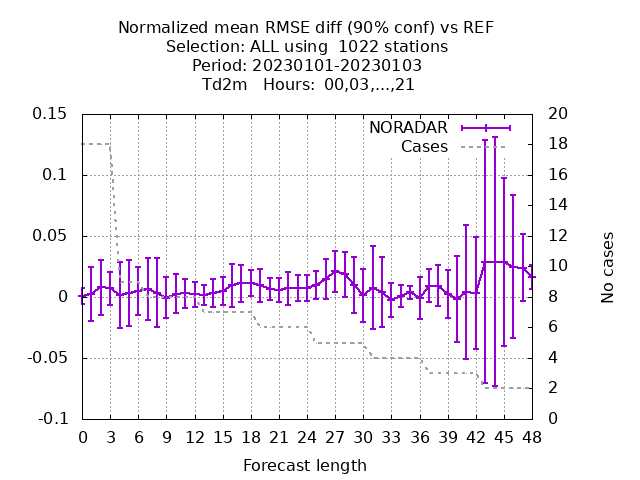 Normalized mean RMSE diff (90% conf) vs REF
Selection: ALL using  1022 stations
Period: 20230101-20230103
Td2m   Hours:  00,03,...,21
0.15
0.1
0.05
0
-0.05
-0.1
20
18
16
14
12
10
8
6
4
2
0
NORADAR
Cases
No cases
0 3 6 9 12 15 18 21 24 27 30 33 36 39 42 45 48
Forecast length